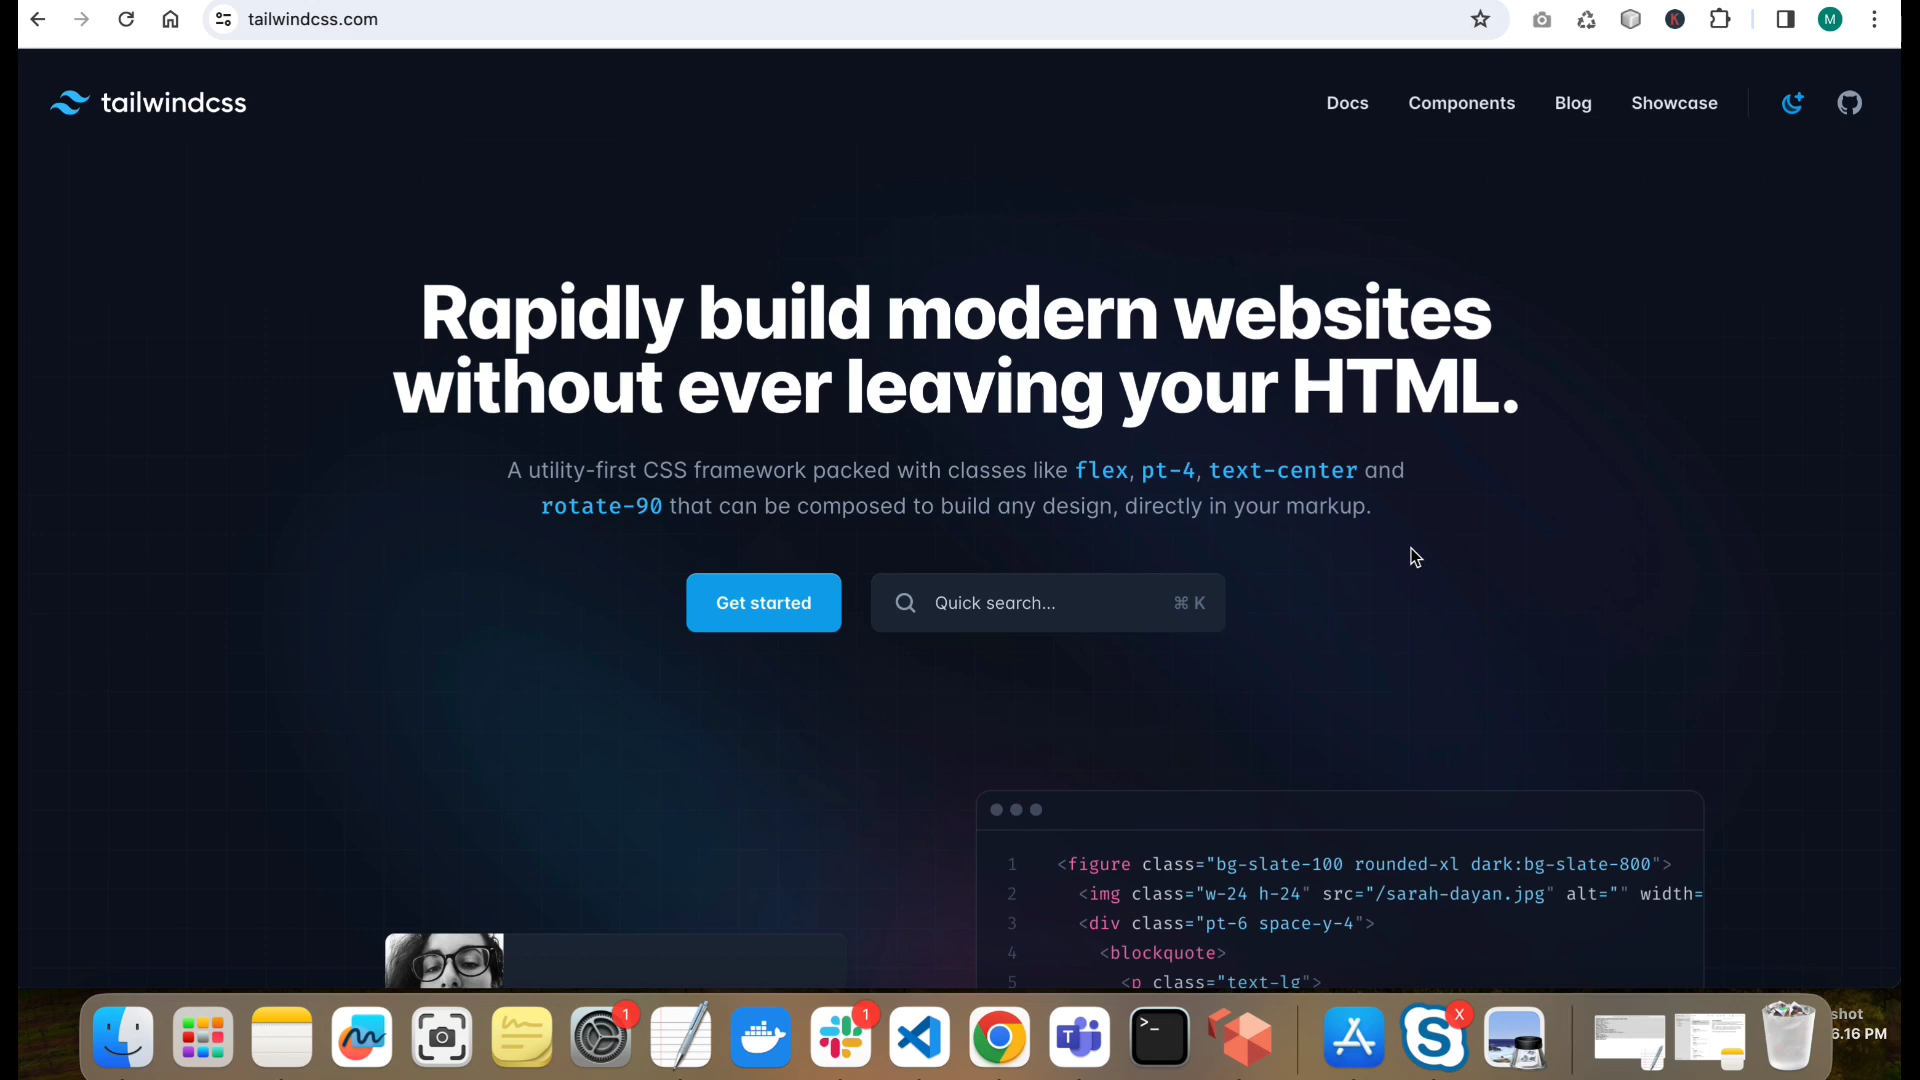 tailwindcss.com
M
tailwindcss
Docs
Components
Blog
Showcase
Rapidly build modern websites
without ever leaving your HTML.
A utility-first CSS framework packed with classes like flex, pt-4, text-center and
rotate-90 that can be composed to build any design, directly in your markup.
Get started
Quick search...
⌘ K
1 <figure class="bg-slate-100 rounded-xl dark:bg-slate-800">
2 <img class="w-24 h-24" src="/sarah-dayan.jpg" alt="" width=
3 <div class="pt-6 space-y-4">
4 <blockquote>
5 <p class="text-lg">
1
1
X
shot
6.16 PM